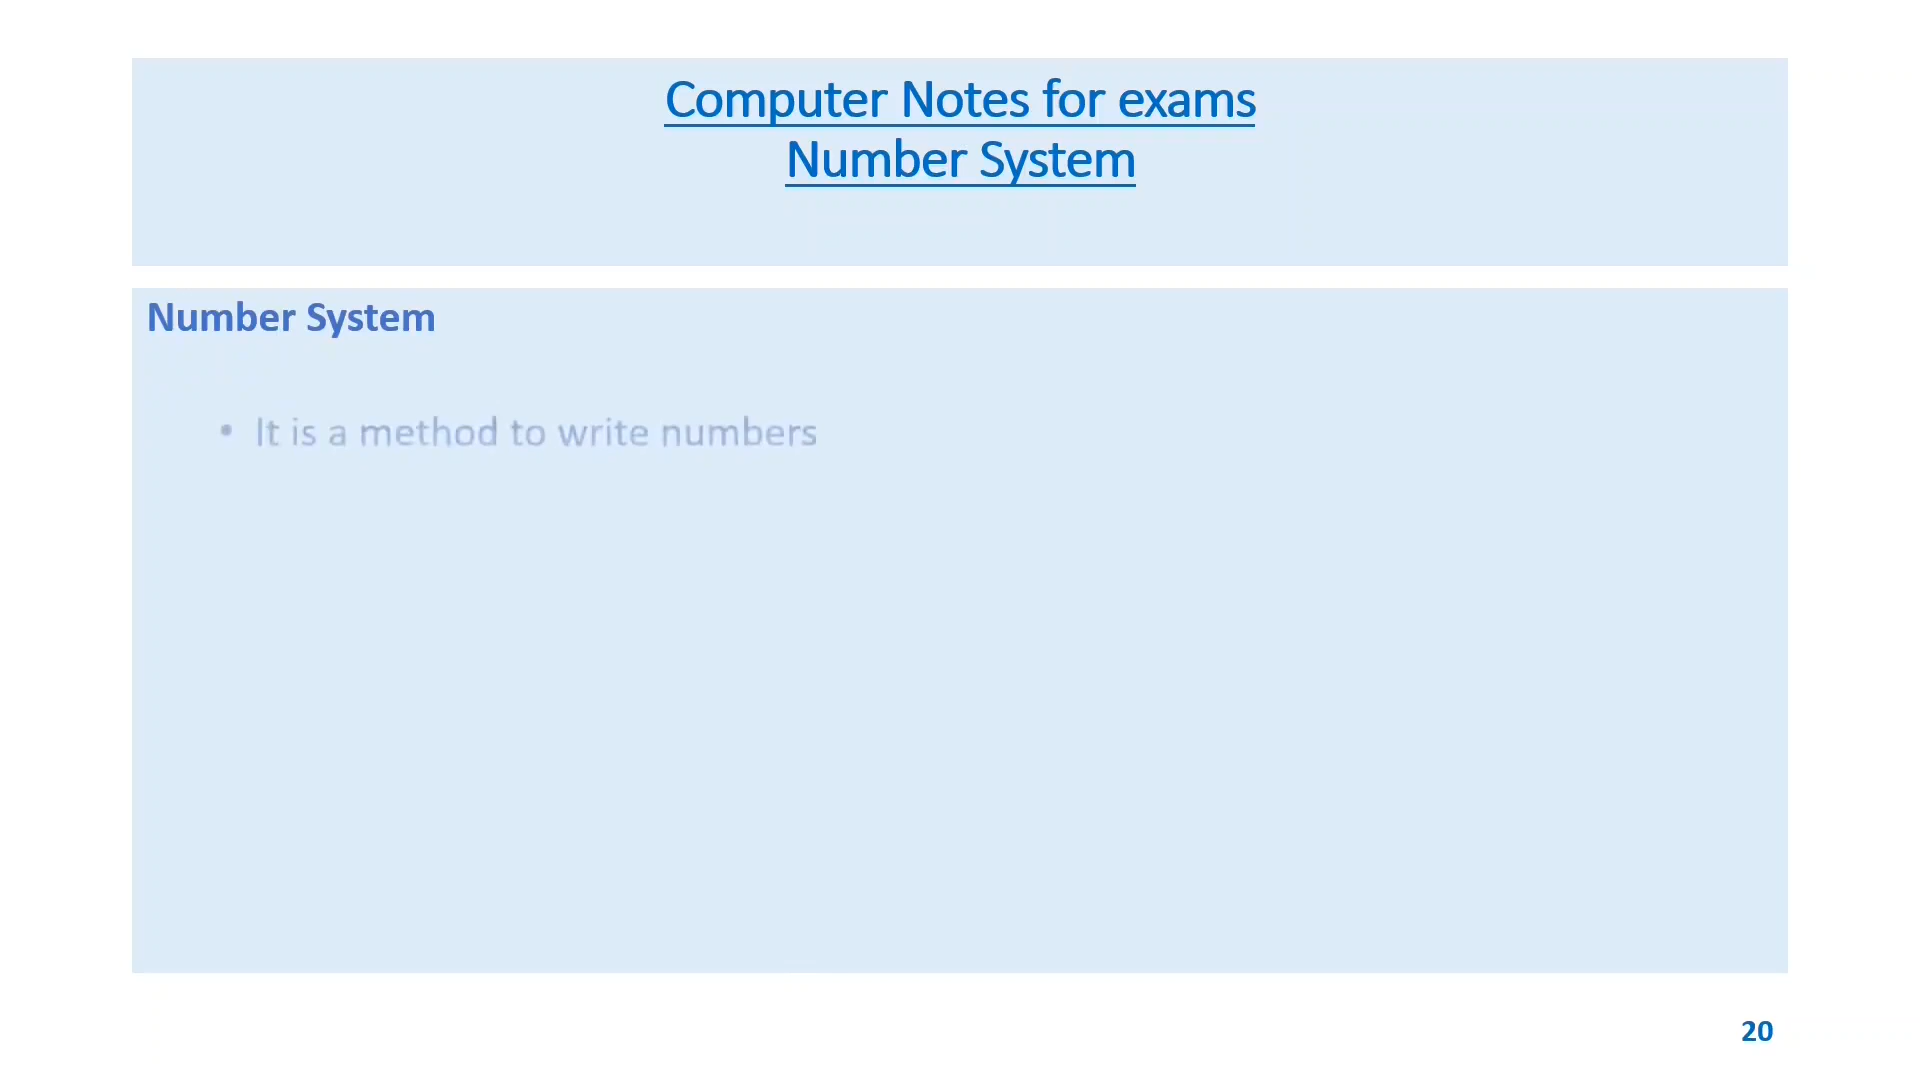 Computer Notes for exams
Number System
Number System
• It is a method to write numbers
20